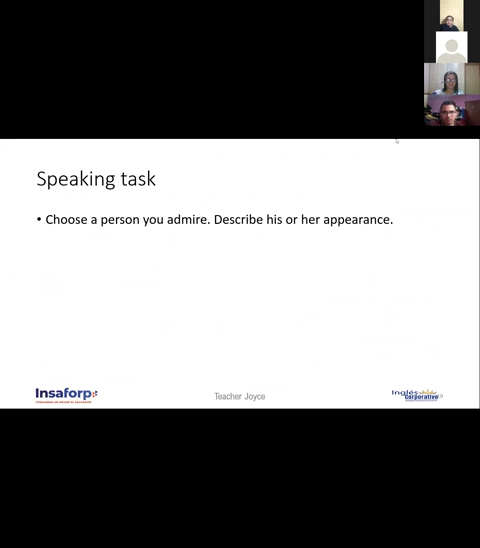 Speaking task
• Choose a person you admire. Describe his or her appearance.
Insaforp
Teacher Joyce
Inglés
Corporativo